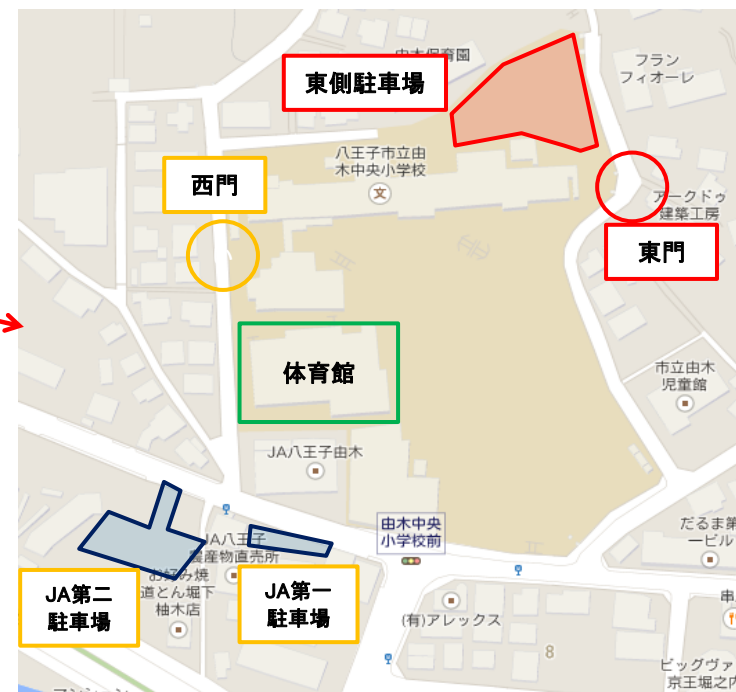 フラン
フィオーレ
東側駐車場
八王子市立由
木中央小学校
文
西門
アークドゥ
建築工房
東門
体育館
市立由木
児童館
JA八王子由木
由木中央
小学校前
だるま第
ービル
JA八王子
農産物直売所
お好み焼
道とん堀下
柚木店
JA第二
駐車場
JA第一
駐車場
(有)アレックス
8
串
ビッグヴァ
京王堀之内